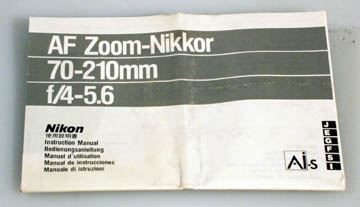 AF Zoom-Nikkor
70-210mm
f/4-5.6
Nikon
使用説明書
Instruction Manual
Bedienungsanleitung
Manuel d'utilisation
Manual de instrucciones
Manuale di istruzioni
Ai-s
J
E
G
F
S
I